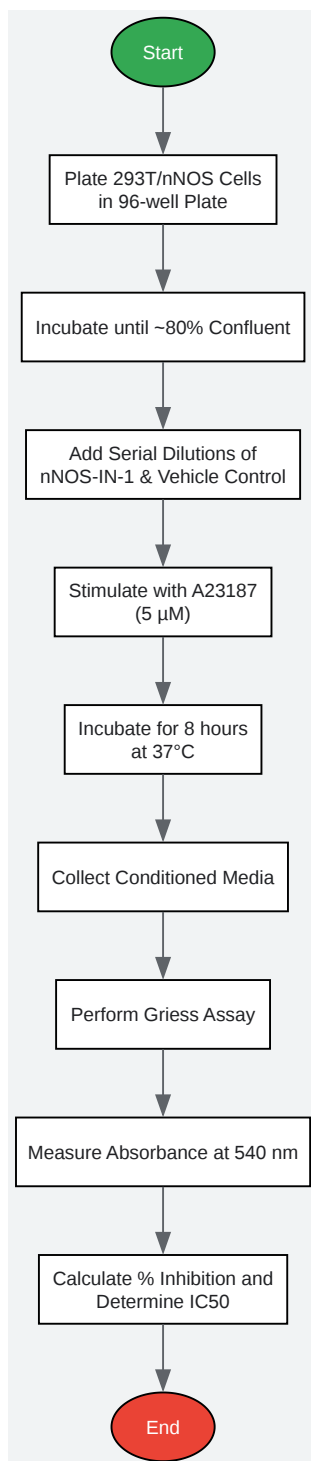 Start
Plate 293T/nNOS Cells
in 96-well Plate
Incubate until ~80% Confluent
Add Serial Dilutions of
nNOS-IN-1 & Vehicle Control
Stimulate with A23187
(5 µM)
Incubate for 8 hours
at 37°C
Collect Conditioned Media
Perform Griess Assay
Measure Absorbance at 540 nm
Calculate % Inhibition and
Determine IC50
End